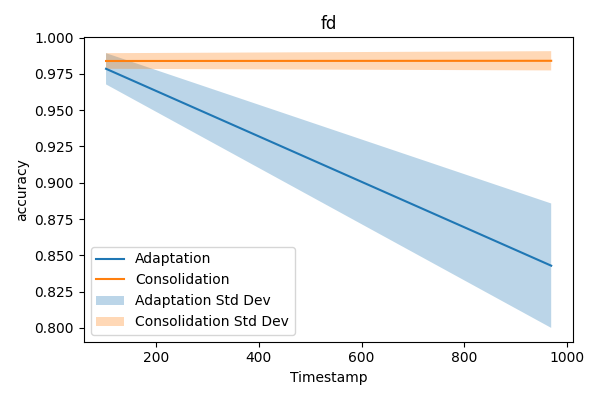 fd
accuracy
1.000
0.975
0.950
0.925
0.900
0.875
0.850
0.825
0.800
Adaptation
Consolidation
Adaptation Std Dev
Consolidation Std Dev
200
400
600
800
1000
Timestamp